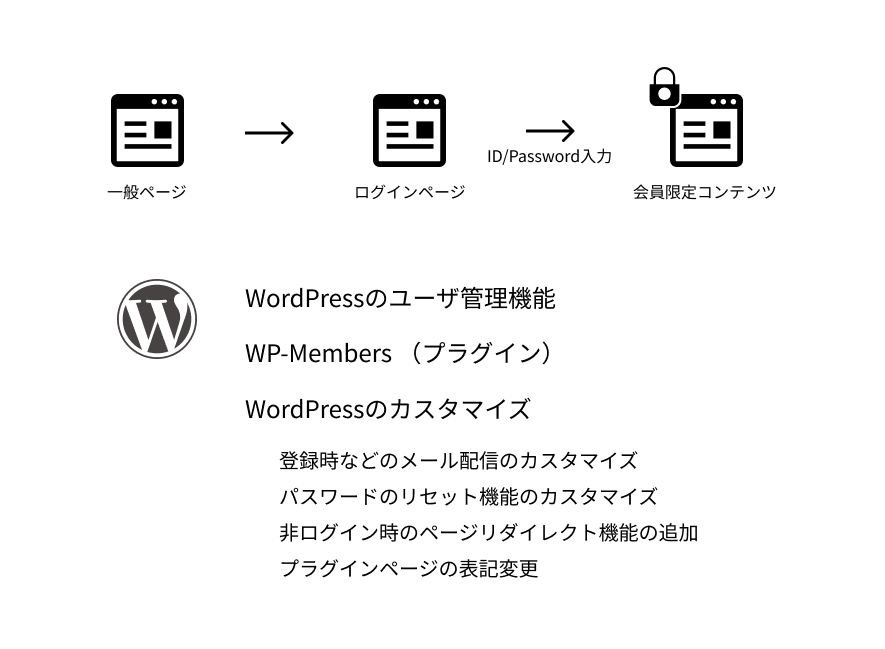 ID/Password入力
一般ページ
ログインページ
会員限定コンテンツ
WordPressのユーザ管理機能
WP-Members （プラグイン）
WordPressのカスタマイズ
登録時などのメール配信のカスタマイズ
パスワードのリセット機能のカスタマイズ
非ログイン時のページリダイレクト機能の追加
プラグインページの表記変更